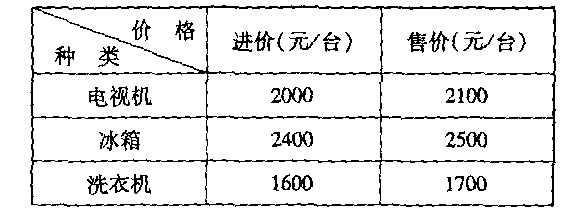 价 格
种 类
进价(元/台)
售价(元/台)
电视机 2000 2100
冰箱 2400 2500
洗衣机 1600 1700